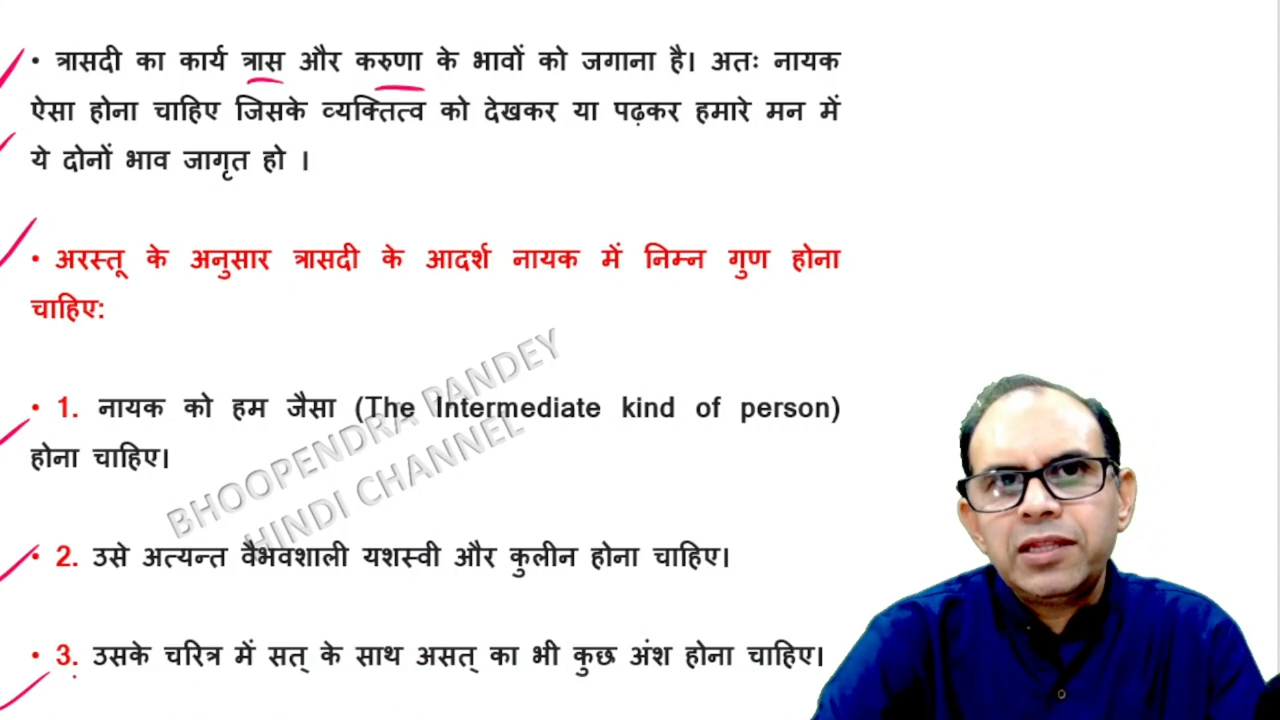 • त्रासदी का कार्य त्रास और करुणा के भावों को जगाना है। अतः नायक
ऐसा होना चाहिए जिसके व्यक्तित्व को देखकर या पढ़कर हमारे मन में
ये दोनों भाव जागृत हो ।
• अरस्तू के अनुसार त्रासदी के आदर्श नायक में निम्न गुण होना
चाहिए:
• 1. नायक को हम जैसा (The Intermediate kind of person)
होना चाहिए।
• 2. उसे अत्यन्त वैभवशाली यशस्वी और कुलीन होना चाहिए।
• 3. उसके चरित्र में सत् के साथ असत् का भी कुछ अंश होना चाहिए।
BHOOPENDRA PANDEY
HINDI CHANNEL